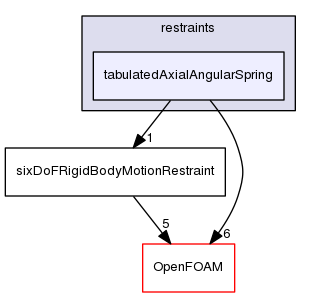 restraints
tabulatedAxialAngularSpring
1
sixDoFRigidBodyMotionRestraint
5
6
OpenFOAM